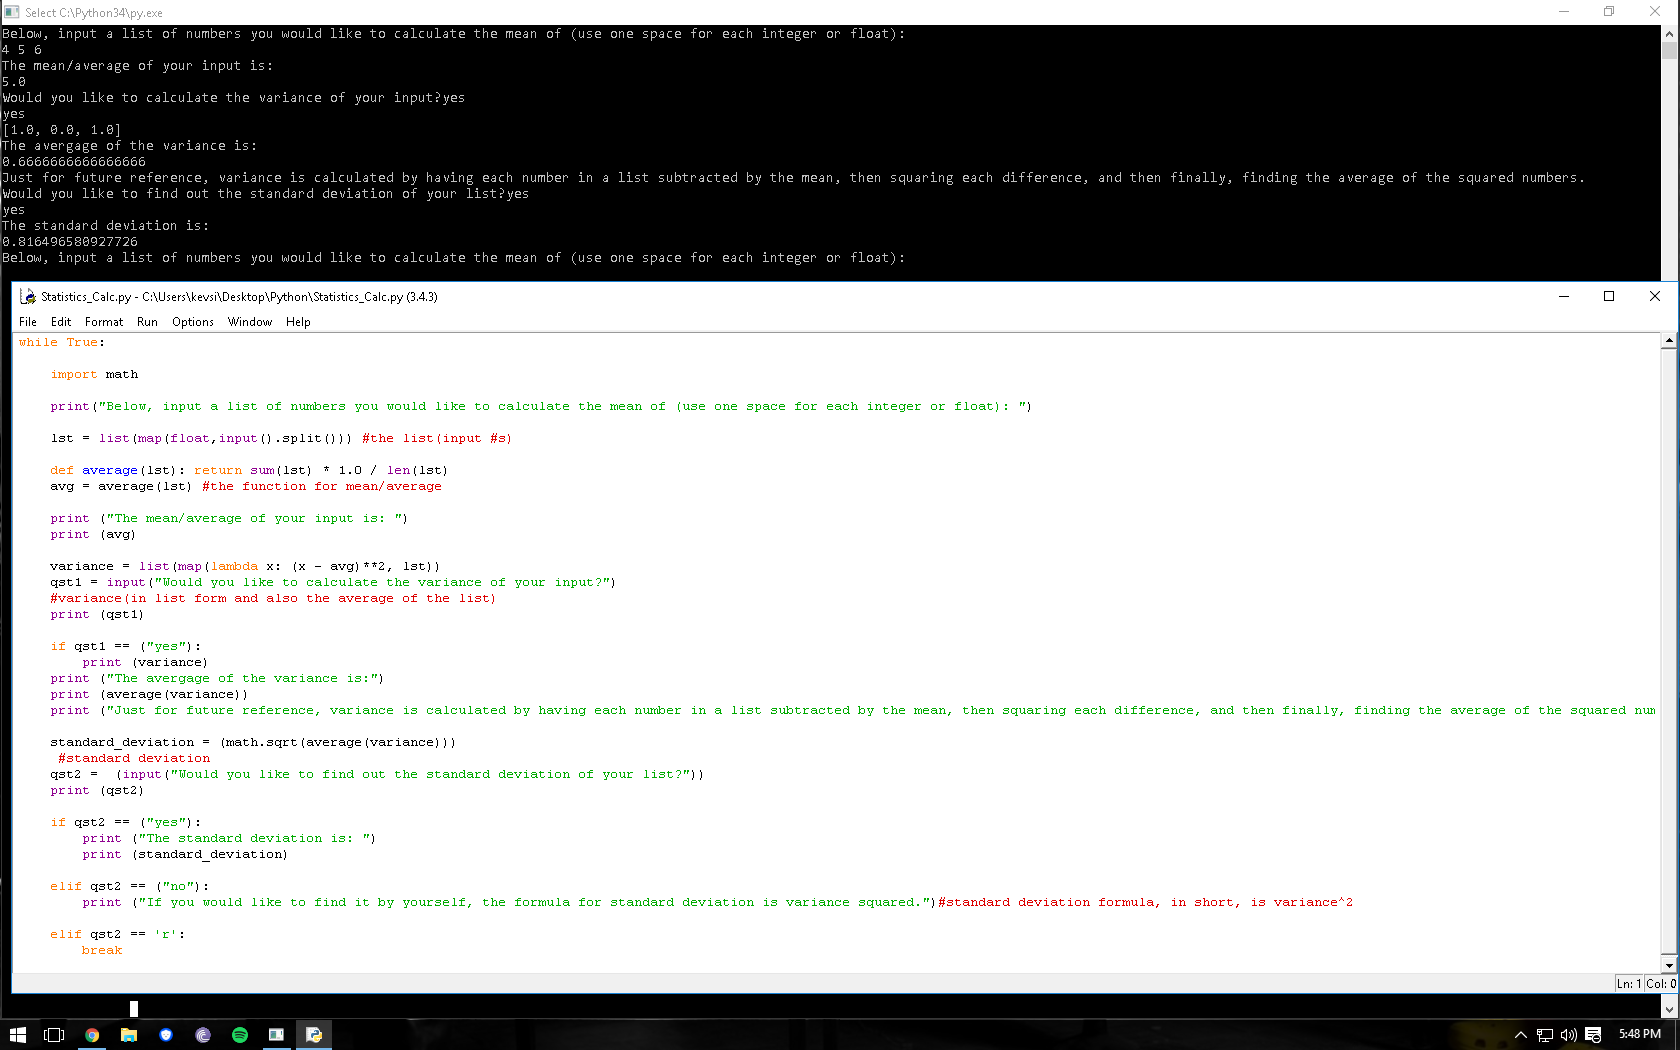 Select C:\Python34\py.exe
Below, input a list of numbers you would like to calculate the mean of (use one space for each integer or float):
4 5 6
The mean/average of your input is:
5.0
Would you like to calculate the variance of your input?yes
yes
[1.0, 0.0, 1.0]
The avergage of the variance is:
0.6666666666666666
Just for future reference, variance is calculated by having each number in a list subtracted by the mean, then squaring each difference, and then finally, finding the average of the squared numbers.
Would you like to find out the standard deviation of your list?yes
yes
The standard deviation is:
0.816496580927726
Below, input a list of numbers you would like to calculate the mean of (use one space for each integer or float):
Statistics_Calc.py - C:\Users\kevsi\Desktop\Python\Statistics_Calc.py (3.4.3)
File Edit Format Run Options Window Help
while True:
import math
print("Below, input a list of numbers you would like to calculate the mean of (use one space for each integer or float): ")
lst = list(map(float,input().split())) #the list(input #s)
def average(lst): return sum(lst) * 1.0 / len(lst)
avg = average(lst) #the function for mean/average
print ("The mean/average of your input is: ")
print (avg)
variance = list(map(lambda x: (x - avg)**2, lst))
qst1 = input("Would you like to calculate the variance of your input?")
#variance(in list form and also the average of the list)
print (qst1)
if qst1 == ("yes"):
print (variance)
print ("The avergage of the variance is:")
print (average(variance))
print ("Just for future reference, variance is calculated by having each number in a list subtracted by the mean, then squaring each difference, and then finally, finding the average of the squared num
standard_deviation = (math.sqrt(average(variance)))
#standard deviation
qst2 =  (input("Would you like to find out the standard deviation of your list?"))
print (qst2)
if qst2 == ("yes"):
print ("The standard deviation is: ")
print (standard_deviation)
elif qst2 == ("no"):
print ("If you would like to find it by yourself, the formula for standard deviation is variance squared.")#standard deviation formula, in short, is variance^2
elif qst2 == 'r':
break
Ln: 1 Col: 0
5:48 PM